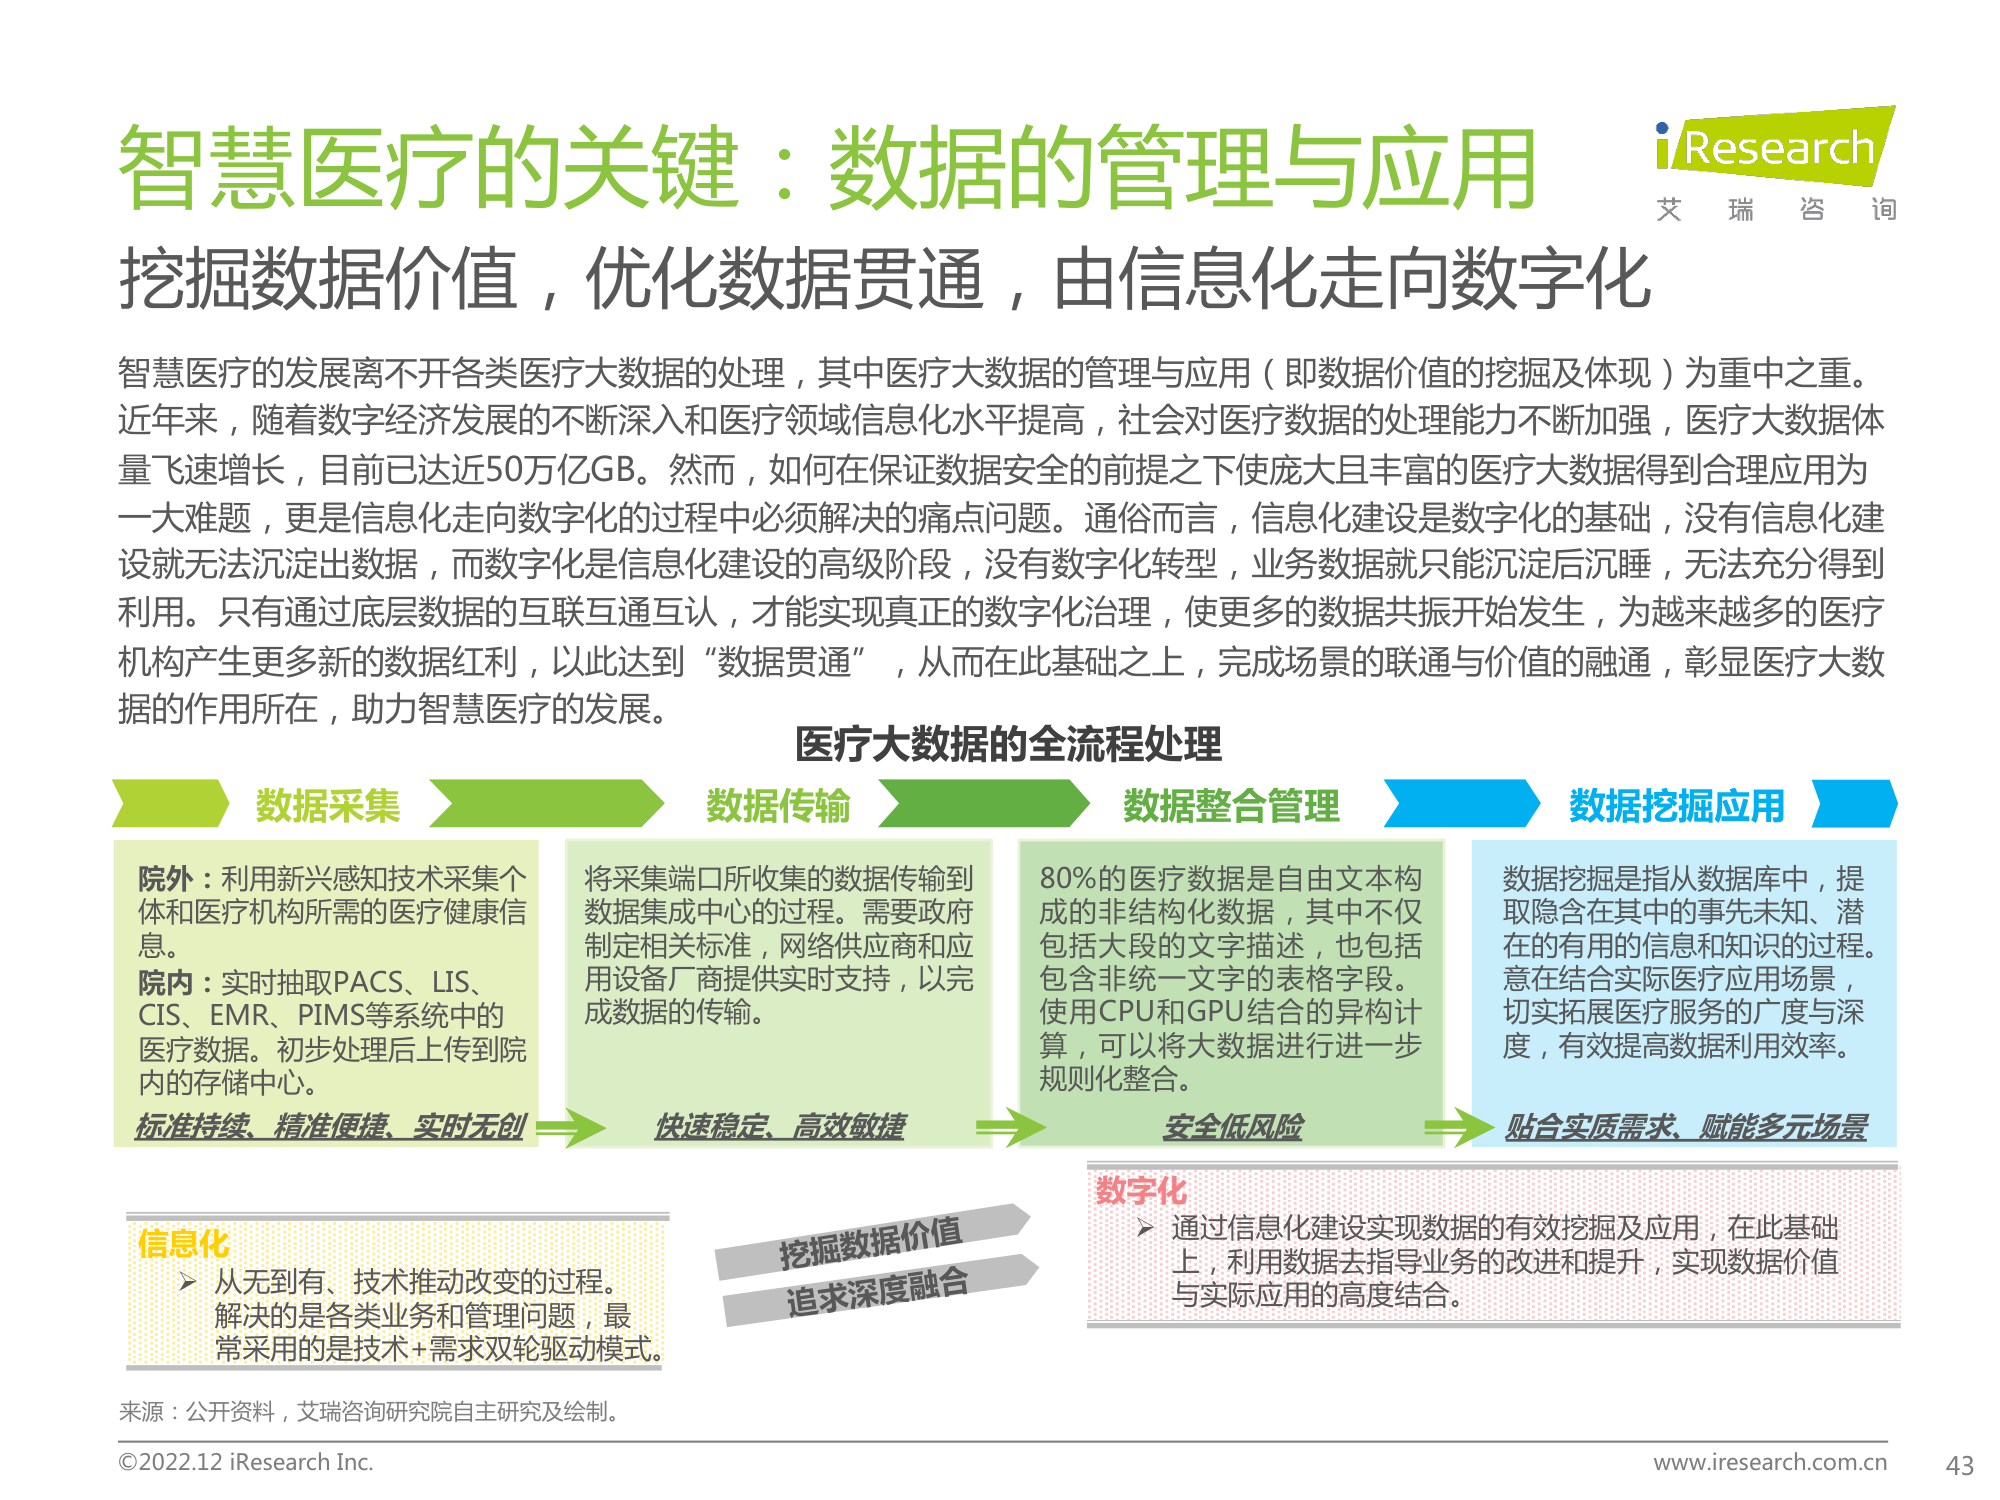 智慧医疗的关键：数据的管理与应用
iResearch
艾瑞咨询
挖掘数据价值，优化数据贯通，由信息化走向数字化
智慧医疗的发展离不开各类医疗大数据的处理，其中医疗大数据的管理与应用（即数据价值的挖掘及体现）为重中之重。
近年来，随着数字经济发展的不断深入和医疗领域信息化水平提高，社会对医疗数据的处理能力不断加强，医疗大数据体
量飞速增长，目前已达近50万亿GB。然而，如何在保证数据安全的前提之下使庞大且丰富的医疗大数据得到合理应用为
一大难题，更是信息化走向数字化的过程中必须解决的痛点问题。通俗而言，信息化建设是数字化的基础，没有信息化建
设就无法沉淀出数据，而数字化是信息化建设的高级阶段，没有数字化转型，业务数据就只能沉淀后沉睡，无法充分得到
利用。只有通过底层数据的互联互通互认，才能实现真正的数字化治理，使更多的数据共振开始发生，为越来越多的医疗
机构产生更多新的数据红利，以此达到“数据贯通”，从而在此基础之上，完成场景的联通与价值的融通，彰显医疗大数
据的作用所在，助力智慧医疗的发展。
医疗大数据的全流程处理
数据采集
数据传输
数据整合管理
数据挖掘应用
院外：利用新兴感知技术采集个
体和医疗机构所需的医疗健康信
息。
院内：实时抽取PACS、LIS、
CIS、EMR、PIMS等系统中的
医疗数据。初步处理后上传到院
内的存储中心。
标准持续、精准便捷、实时无创
将采集端口所收集的数据传输到
数据集成中心的过程。需要政府
制定相关标准，网络供应商和应
用设备厂商提供实时支持，以完
成数据的传输。
快速稳定、高效敏捷
80%的医疗数据是自由文本构
成的非结构化数据，其中不仅
包括大段的文字描述，也包括
包含非统一文字的表格字段。
使用CPU和GPU结合的异构计
算，可以将大数据进行进一步
规则化整合。
安全低风险
数据挖掘是指从数据库中，提
取隐含在其中的事先未知、潜
在的有用的信息和知识的过程。
意在结合实际医疗应用场景，
切实拓展医疗服务的广度与深
度，有效提高数据利用效率。
贴合实质需求、赋能多元场景
信息化
➢ 从无到有、技术推动改变的过程。
解决的是各类业务和管理问题，最
常采用的是技术+需求双轮驱动模式。
挖掘数据价值
追求深度融合
数字化
➢ 通过信息化建设实现数据的有效挖掘及应用，在此基础
上，利用数据去指导业务的改进和提升，实现数据价值
与实际应用的高度结合。
来源：公开资料，艾瑞咨询研究院自主研究及绘制。
©2022.12 iResearch Inc.
www.iresearch.com.cn
43